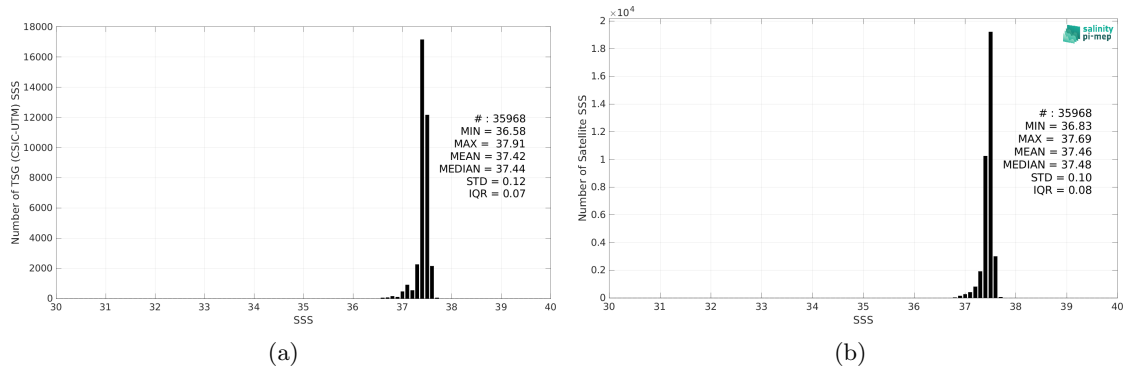 18000
16000
14000
12000
10000
8000
6000
4000
2000
0
Number of TSG (CSIC-UTM) SSS
# : 35968
MIN = 36.58
MAX = 37.91
MEAN = 37.42
MEDIAN = 37.44
STD = 0.12
IQR = 0.07
30 31 32 33 34 35 36 37 38 39 40
SSS
(a)
×10⁴
2
1.8
1.6
1.4
1.2
1
0.8
0.6
0.4
0.2
0
Number of Satellite SSS
salinity
pi-mep
# : 35968
MIN = 36.83
MAX = 37.69
MEAN = 37.46
MEDIAN = 37.48
STD = 0.10
IQR = 0.08
30 31 32 33 34 35 36 37 38 39 40
SSS
(b)